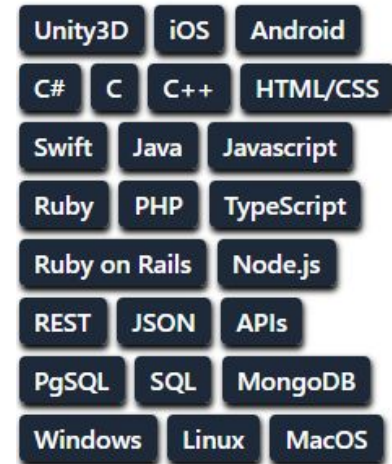 Unity3D iOS Android
C# C C++ HTML/CSS
Swift Java Javascript
Ruby PHP TypeScript
Ruby on Rails Node.js
REST JSON APIs
PgSQL SQL MongoDB
Windows Linux MacOS